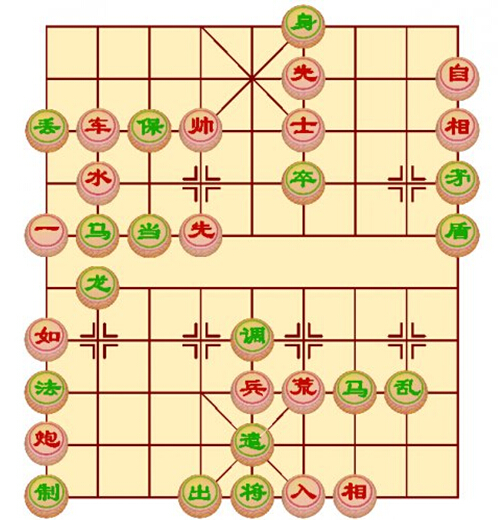 身
先 自
丢 车 保 帅 士 相
水 卒 矛
一 马 当 先 盾
龙
如 调
法 兵 荒 马 乱
炮 遣
制 出 将 入 相